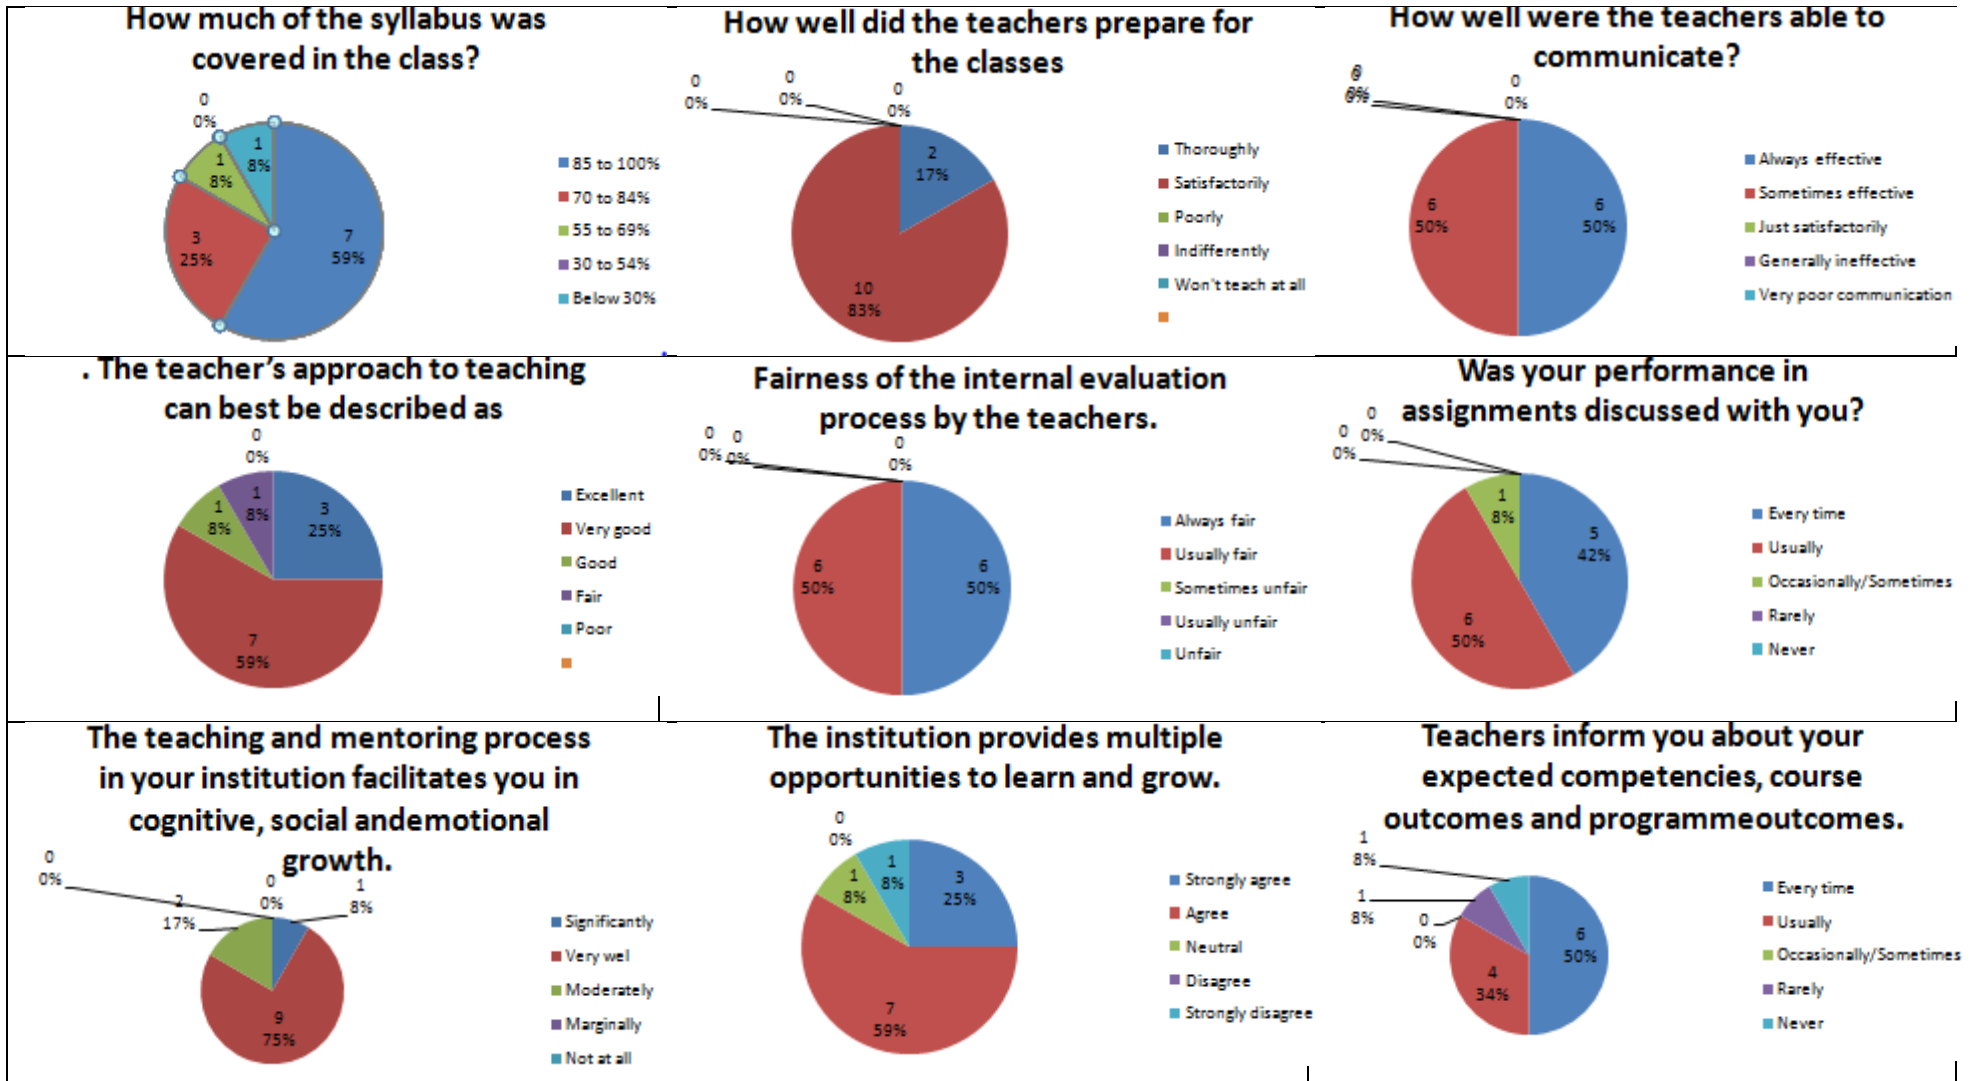 How much of the syllabus was
covered in the class?
0
0%
1
8%
1
8%
3
25%
7
59%
85 to 100%
70 to 84%
55 to 69%
30 to 54%
Below 30%
How well did the teachers prepare for
the classes
0
0%
0
0%
0
0%
2
17%
10
83%
Thoroughly
Satisfactorily
Poorly
Indifferently
Won't teach at all
How well were the teachers able to
communicate?
0
0%
6
50%
6
50%
Always effective
Sometimes effective
Just satisfactorily
Generally ineffective
Very poor communication
. The teacher’s approach to teaching
can best be described as
0
0%
1
8%
1
8%
3
25%
7
59%
Excellent
Very good
Good
Fair
Poor
Fairness of the internal evaluation
process by the teachers.
0
0%
0
0%
0
0%
6
50%
6
50%
Always fair
Usually fair
Sometimes unfair
Usually unfair
Unfair
Was your performance in
assignments discussed with you?
0
0%
0
0%
1
8%
5
42%
6
50%
Every time
Usually
Occasionally/Sometimes
Rarely
Never
The teaching and mentoring process
in your institution facilitates you in
cognitive, social andemotional
growth.
0
0%
0
0%
1
8%
2
17%
9
75%
Significantly
Very wel
Moderately
Marginally
Not at all
The institution provides multiple
opportunities to learn and grow.
0
0%
1
8%
1
8%
3
25%
7
59%
Strongly agree
Agree
Neutral
Disagree
Strongly disagree
Teachers inform you about your
expected competencies, course
outcomes and programmeoutcomes.
1
8%
1
8%
0
0%
6
50%
4
34%
Every time
Usually
Occasionally/Sometimes
Rarely
Never